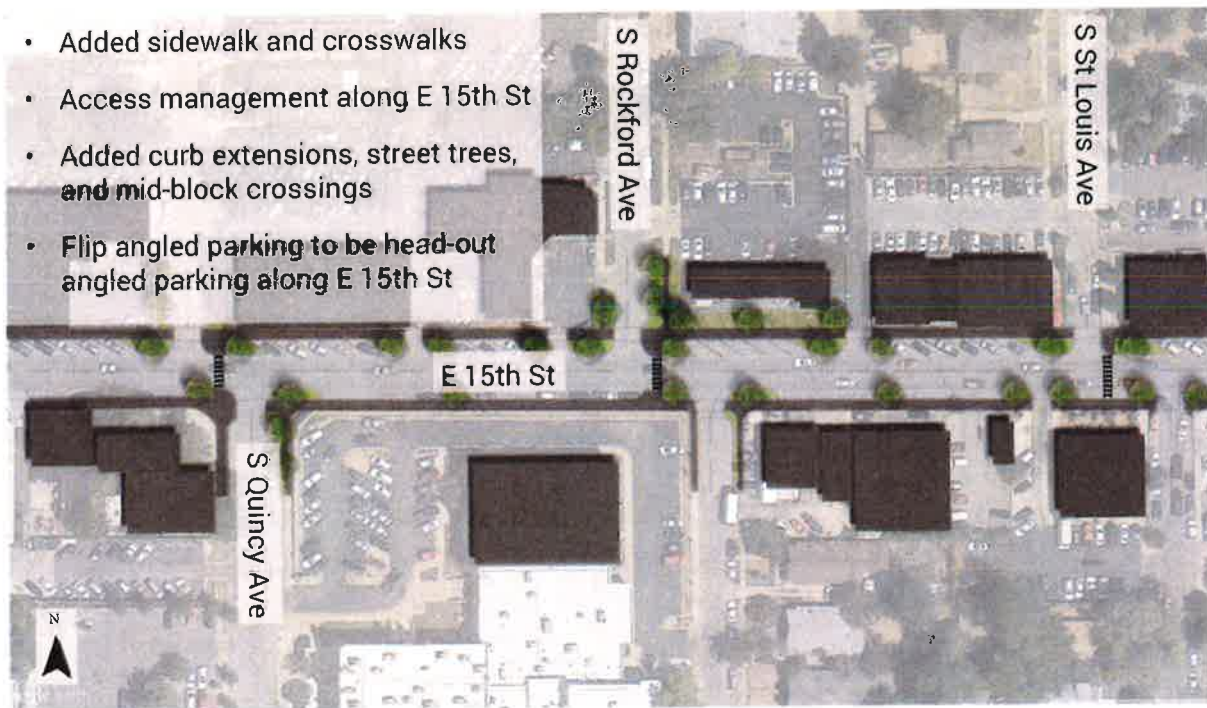 • Added sidewalk and crosswalks
• Access management along E 15th St
• Added curb extensions, street trees,
and mid-block crossings
• Flip angled parking to be head-out
angled parking along E 15th St
S Rockford Ave
S St Louis Ave
E 15th St
S Quincy Ave
N